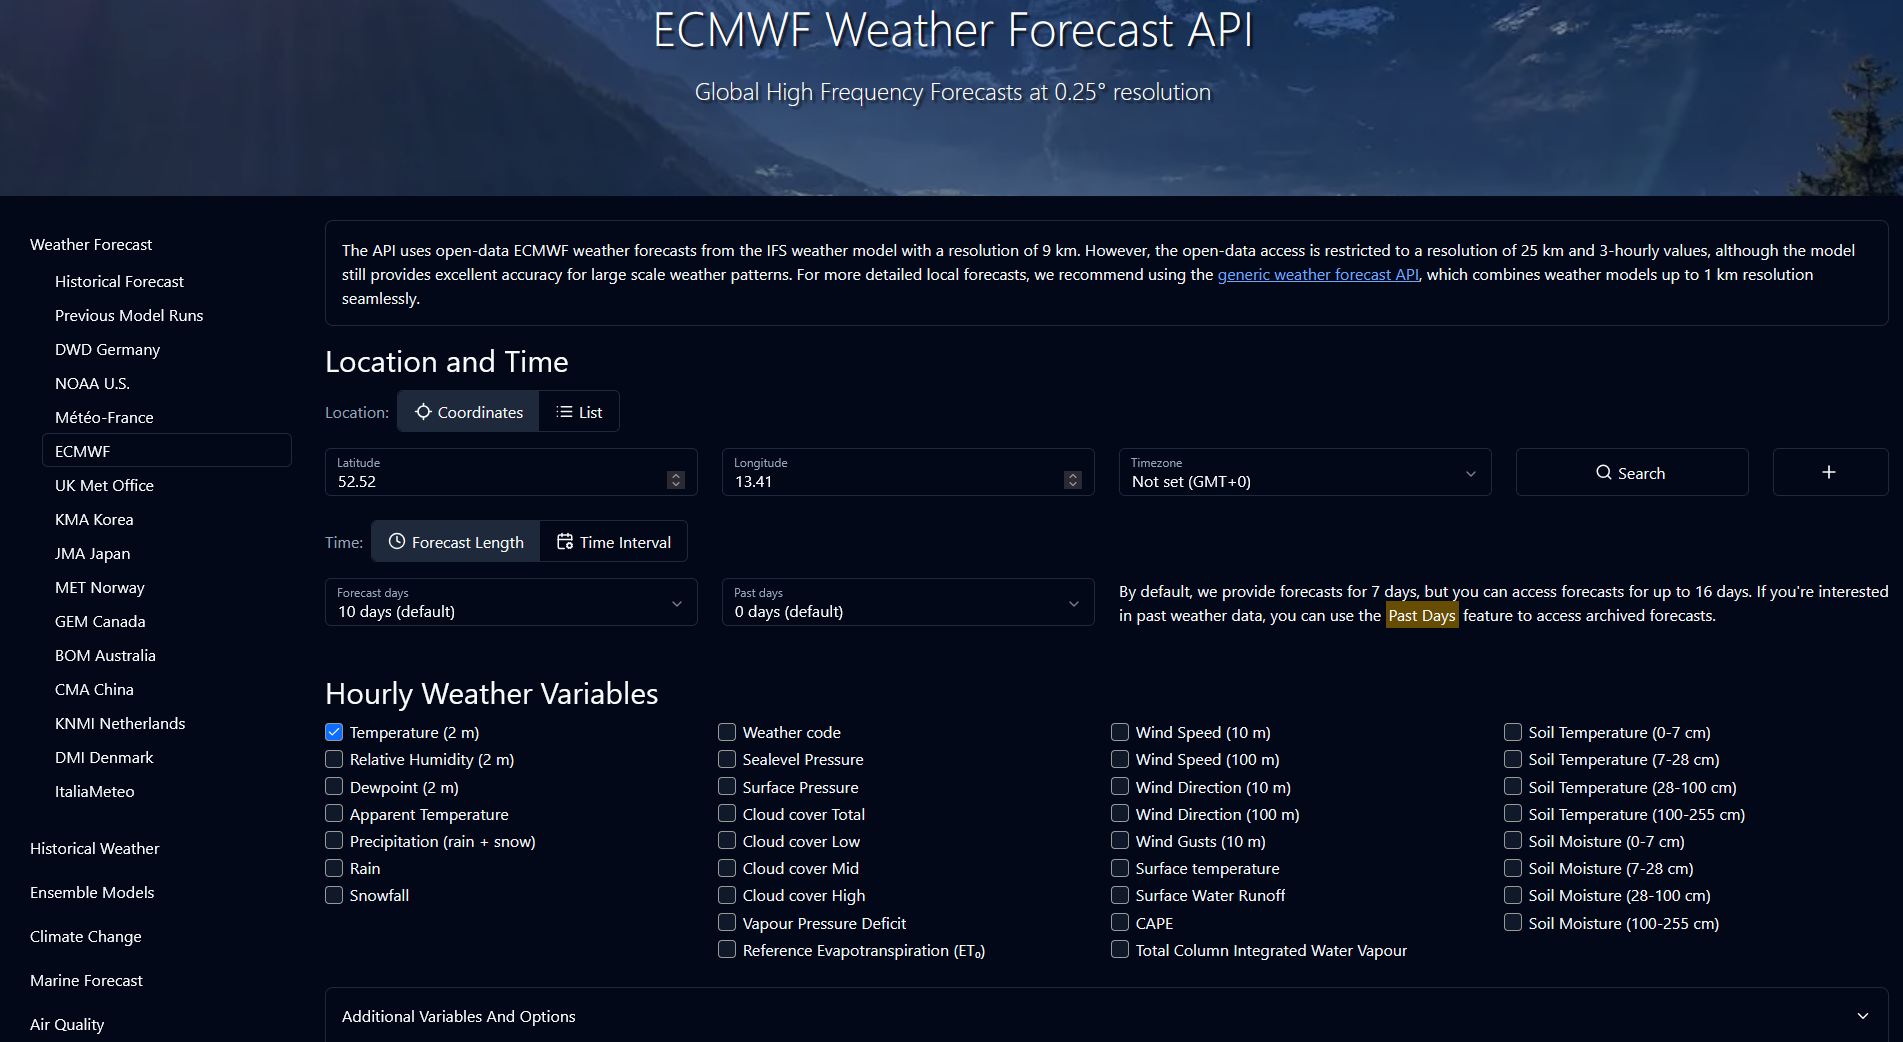 ECMWF Weather Forecast API
Global High Frequency Forecasts at 0.25° resolution
Weather Forecast
Historical Forecast
Previous Model Runs
DWD Germany
NOAA U.S.
Météo-France
ECMWF
UK Met Office
KMA Korea
JMA Japan
MET Norway
GEM Canada
BOM Australia
CMA China
KNMI Netherlands
DMI Denmark
ItaliaMeteo
Historical Weather
Ensemble Models
Climate Change
Marine Forecast
Air Quality
The API uses open-data ECMWF weather forecasts from the IFS weather model with a resolution of 9 km. However, the open-data access is restricted to a resolution of 25 km and 3-hourly values, although the model
still provides excellent accuracy for large scale weather patterns. For more detailed local forecasts, we recommend using the generic weather forecast API, which combines weather models up to 1 km resolution
seamlessly.
Location and Time
Location: Coordinates List
Latitude
52.52
Longitude
13.41
Timezone
Not set (GMT+0)
Search
+
Time: Forecast Length Time Interval
Forecast days
10 days (default)
Past days
0 days (default)
By default, we provide forecasts for 7 days, but you can access forecasts for up to 16 days. If you're interested
in past weather data, you can use the Past Days feature to access archived forecasts.
Hourly Weather Variables
Temperature (2 m)
Relative Humidity (2 m)
Dewpoint (2 m)
Apparent Temperature
Precipitation (rain + snow)
Rain
Snowfall
Weather code
Sealevel Pressure
Surface Pressure
Cloud cover Total
Cloud cover Low
Cloud cover Mid
Cloud cover High
Vapour Pressure Deficit
Reference Evapotranspiration (ET₀)
Wind Speed (10 m)
Wind Speed (100 m)
Wind Direction (10 m)
Wind Direction (100 m)
Wind Gusts (10 m)
Surface temperature
Surface Water Runoff
CAPE
Total Column Integrated Water Vapour
Soil Temperature (0-7 cm)
Soil Temperature (7-28 cm)
Soil Temperature (28-100 cm)
Soil Temperature (100-255 cm)
Soil Moisture (0-7 cm)
Soil Moisture (7-28 cm)
Soil Moisture (28-100 cm)
Soil Moisture (100-255 cm)
Additional Variables And Options